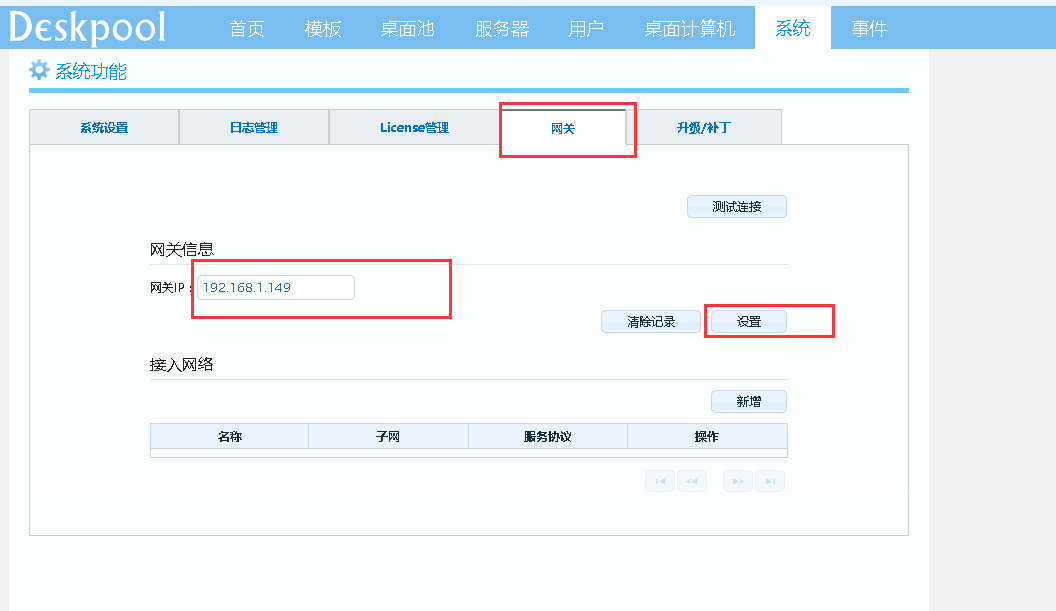 Deskpool 首页 模板 桌面池 服务器 用户 桌面计算机 系统 事件
系统功能
系统设置 日志管理 License管理 网关 升级/补丁
测试连接
网关信息
网关IP： 192.168.1.149
清除记录 设置
接入网络
新增
名称 子网 服务协议 操作